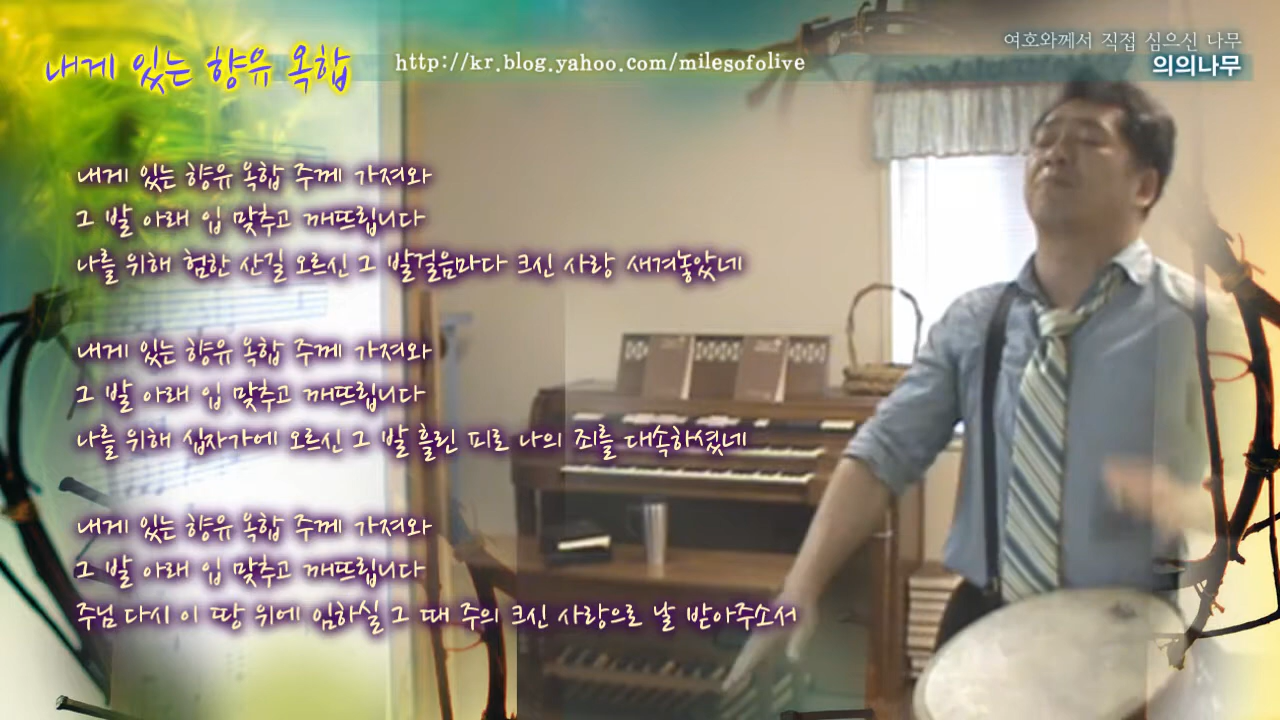 내게 있는 향유 옥합
http://kr.blog.yahoo.com/milesofolive
여호와께서 직접 심으신 나무
의의나무
내게 있는 향유 옥합 주께 가져와
그 발 아래 입 맞추고 깨뜨립니다
나를 위해 험한 산길 오르신 그 발걸음마다 크신 사랑 새겨놓았네
내게 있는 향유 옥합 주께 가져와
그 발 아래 입 맞추고 깨뜨립니다
나를 위해 십자가에 오르신 그 발 흘린 피로 나의 죄를 대속하셨네
내게 있는 향유 옥합 주께 가져와
그 발 아래 입 맞추고 깨뜨립니다
주님 다시 이 땅 위에 임하실 그 때 주의 크신 사랑으로 날 받아주소서